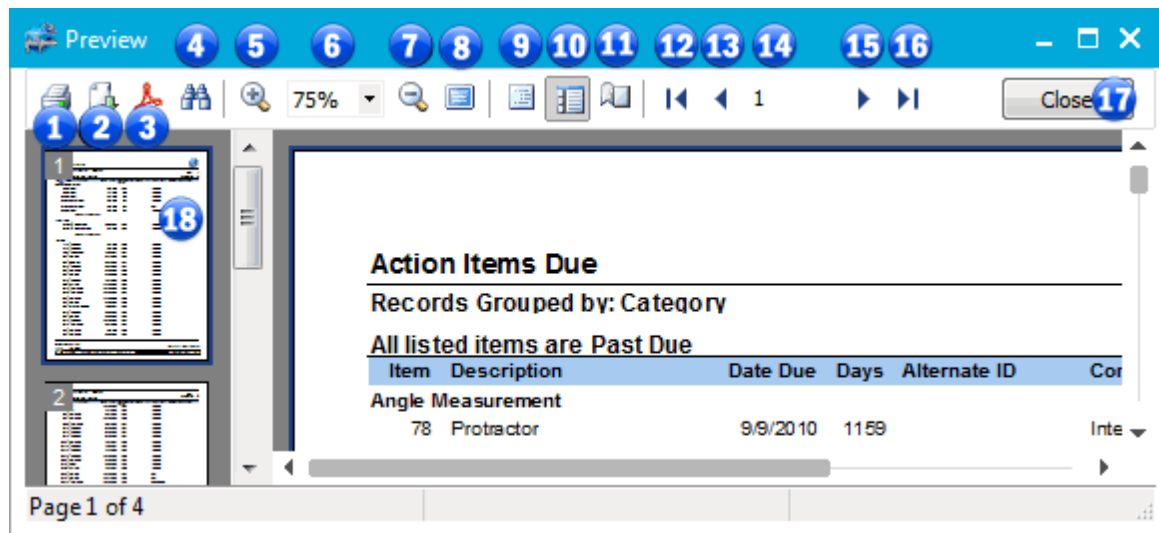 Preview 4 5 6 7 8 9 10 11 12 13 14 15 16
75% 1 Close 17
1 2 3
1
18
2
Action Items Due
Records Grouped by: Category
All listed items are Past Due
Item Description Date Due Days Alternate ID Cor
Angle Measurement
78 Protractor 9/9/2010 1159 Inte
Page 1 of 4